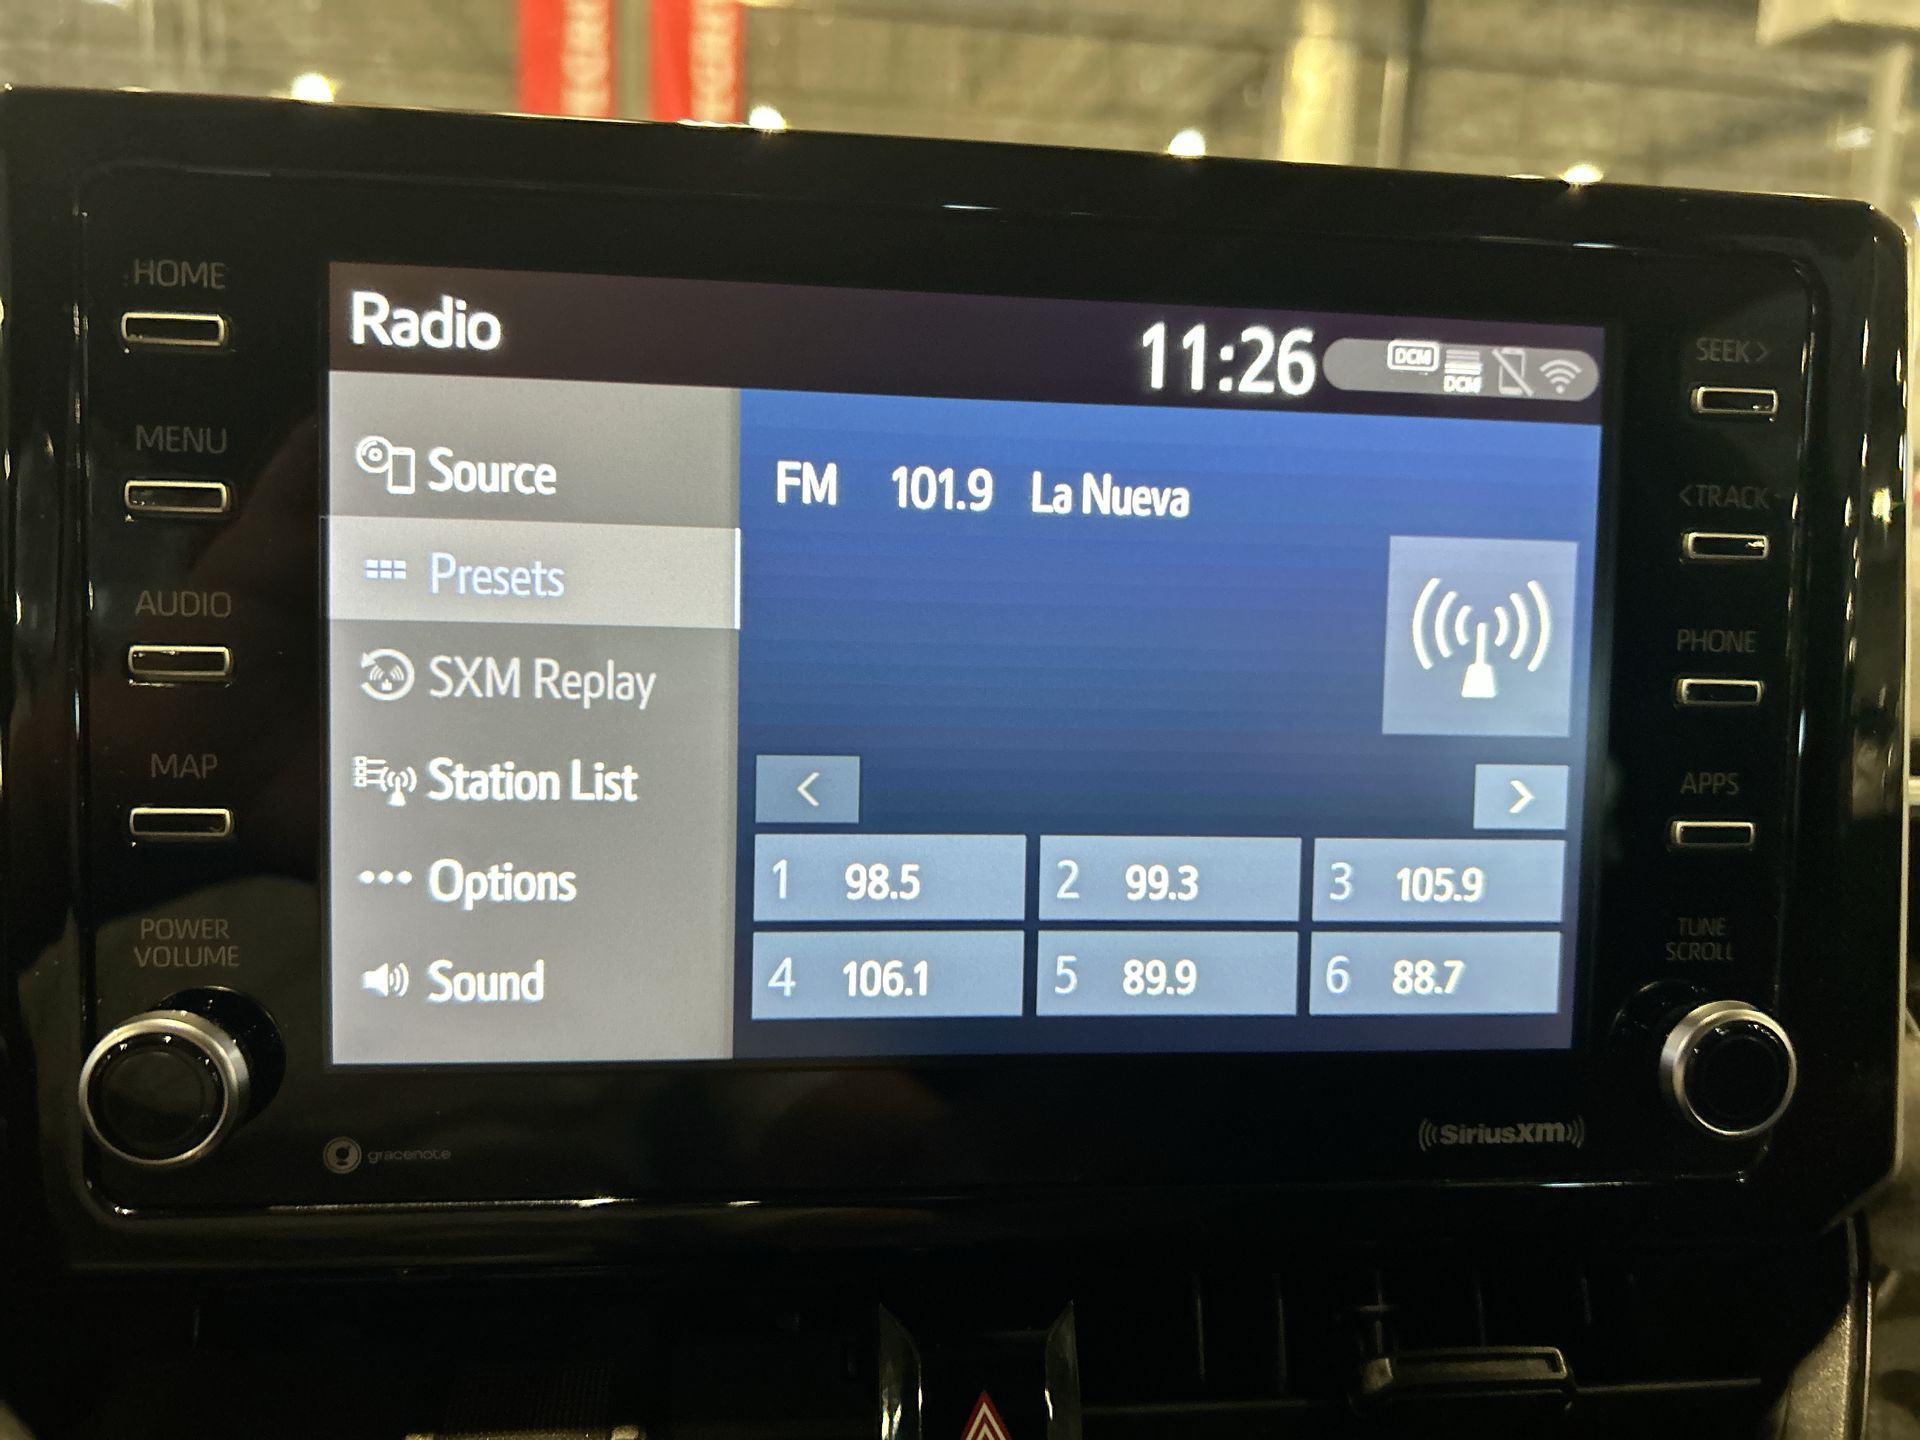 HOME
MENU
AUDIO
MAP
POWER
VOLUME
Radio
11:26
DCM
DCM
Source
Presets
SXM Replay
Station List
Options
Sound
FM 101.9 La Nueva
<
>
1 98.5
2 99.3
3 105.9
4 106.1
5 89.9
6 88.7
SEEK >
< TRACK
PHONE
APPS
TUNE
SCROLL
gracenote
((SiriusXM))